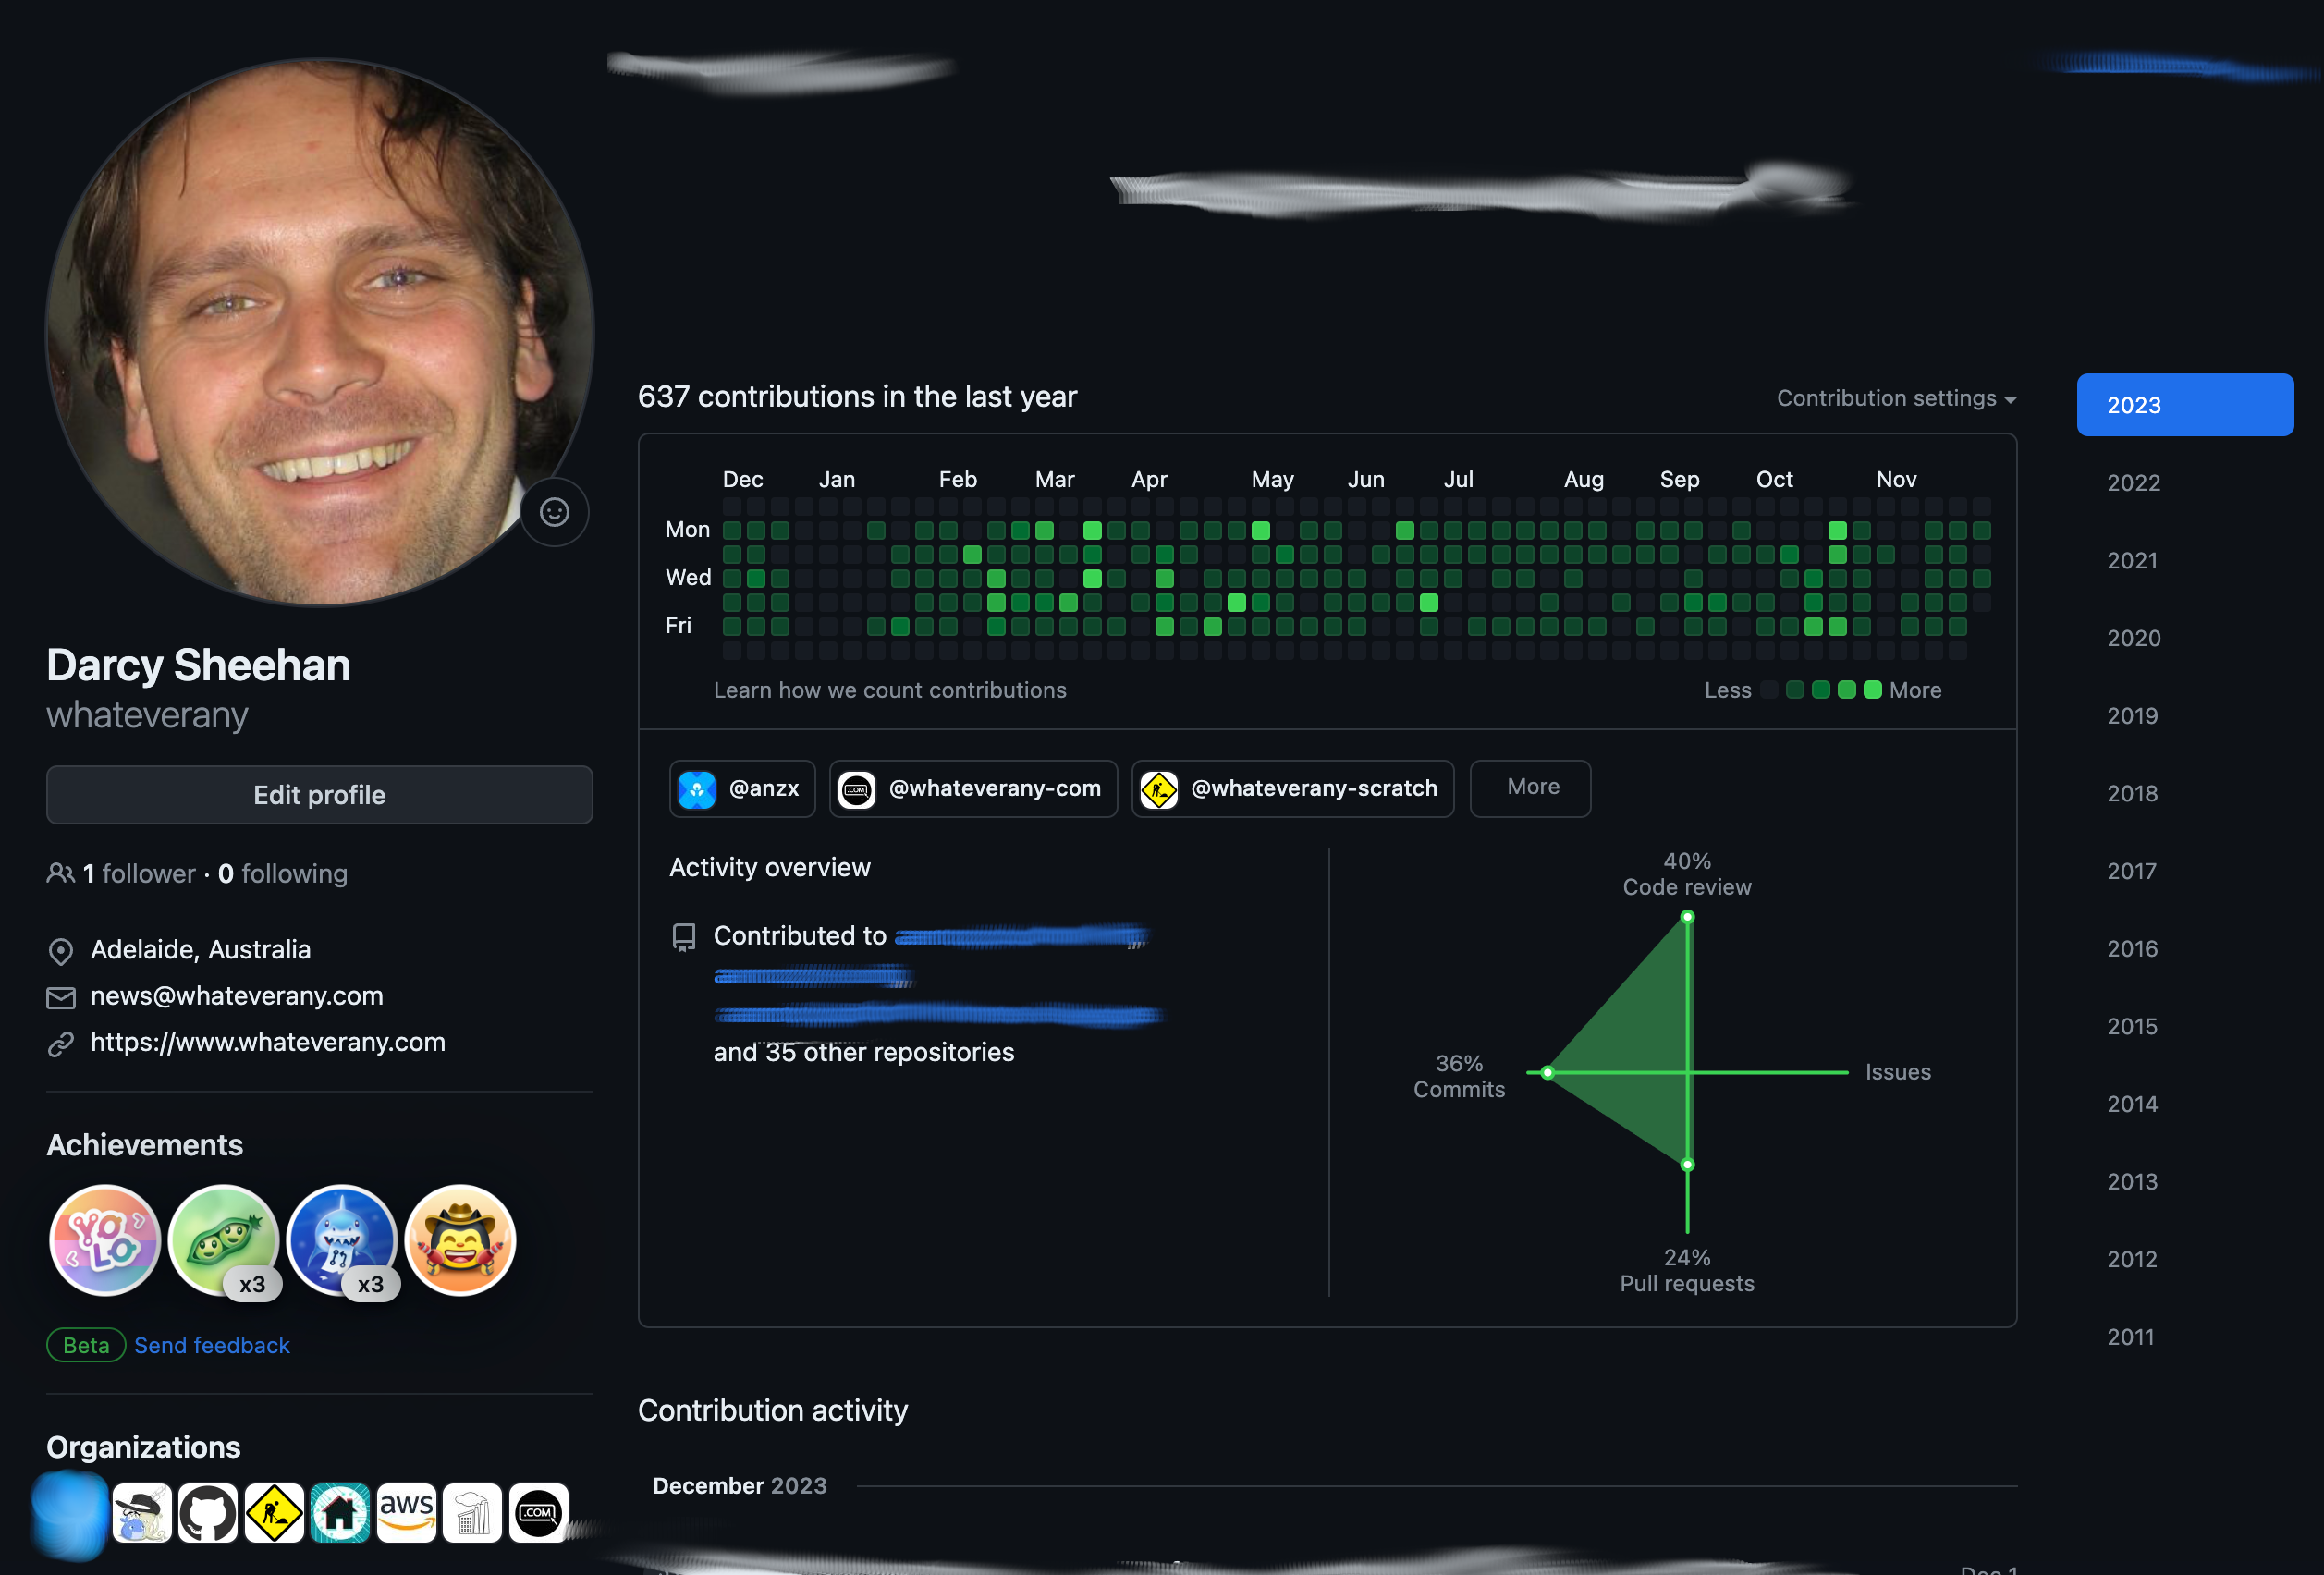 637 contributions in the last year
Contribution settings
2023
2022
2021
2020
2019
2018
2017
2016
2015
2014
2013
2012
2011
Dec Jan Feb Mar Apr May Jun Jul Aug Sep Oct Nov
Mon
Wed
Fri
Learn how we count contributions
Less More
Darcy Sheehan
whateverany
Edit profile
1 follower · 0 following
Adelaide, Australia
news@whateverany.com
https://www.whateverany.com
Achievements
YOLO
x3
x3
Beta Send feedback
Organizations
aws
.COM
@anzx
.COM
@whateverany-com
@whateverany-scratch
More
Activity overview
Contributed to
and 35 other repositories
40%
Code review
36%
Commits
Issues
24%
Pull requests
Contribution activity
December 2023
Dec 1